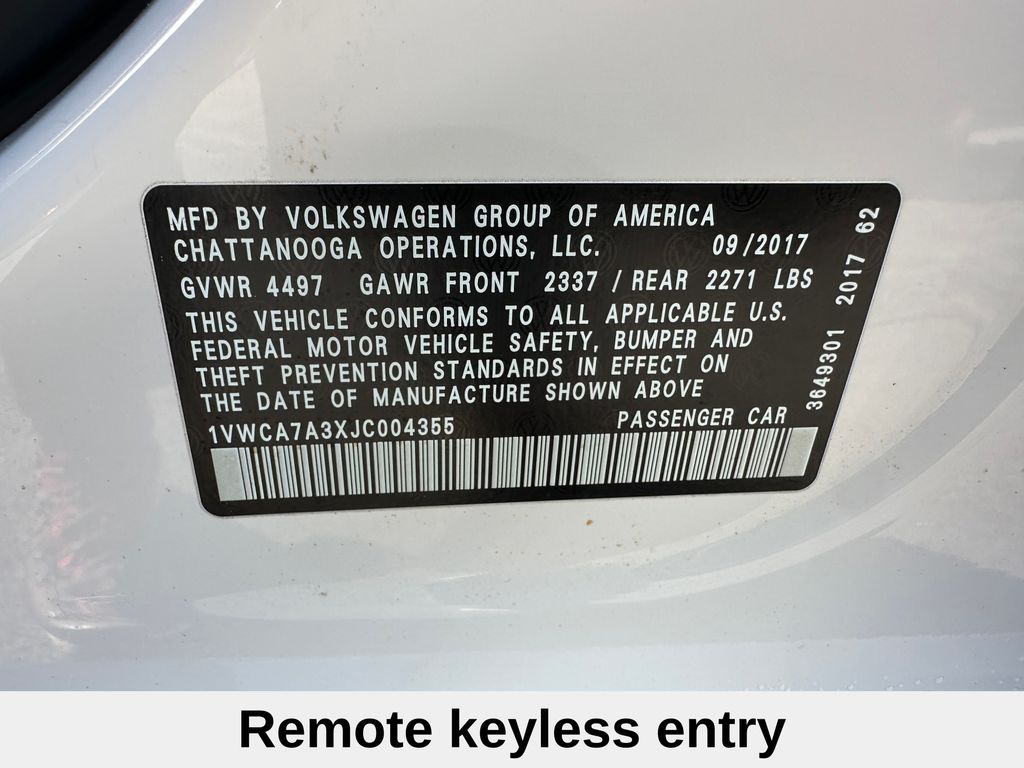 MFD BY VOLKSWAGEN GROUP OF AMERICA
CHATTANOOGA OPERATIONS, LLC. 09/2017
GVWR 4497 GAWR FRONT 2337 / REAR 2271 LBS
THIS VEHICLE CONFORMS TO ALL APPLICABLE U.S.
FEDERAL MOTOR VEHICLE SAFETY, BUMPER AND
THEFT PREVENTION STANDARDS IN EFFECT ON
THE DATE OF MANUFACTURE SHOWN ABOVE
1VWCA7A3XJC004355 PASSENGER CAR
3649301 2017 62
Remote keyless entry